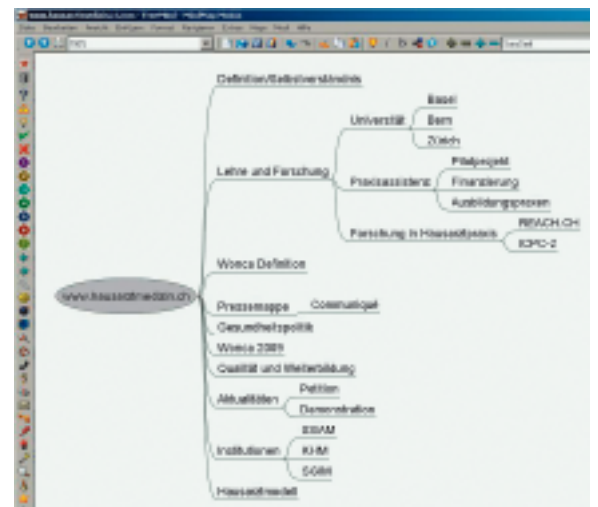 Definition/Selbstverständnis
Lehre und Forschung
Universität
Basel
Bern
Zürich
Praxisassistenz
Pilotprojekt
Finanzierung
Ausbildungspraxen
Forschung in Hausarztpraxis
REACH.CH
ICPC-2
Wonca Definition
www.hausarztmedizin.ch
Pressemappe
Communiqué
Gesundheitspolitik
Wonca 2009
Qualität und Weiterbildung
Aktualitäten
Petition
Demonstration
Institutionen
SGAM
KHM
SGIM
Hausarztmodell